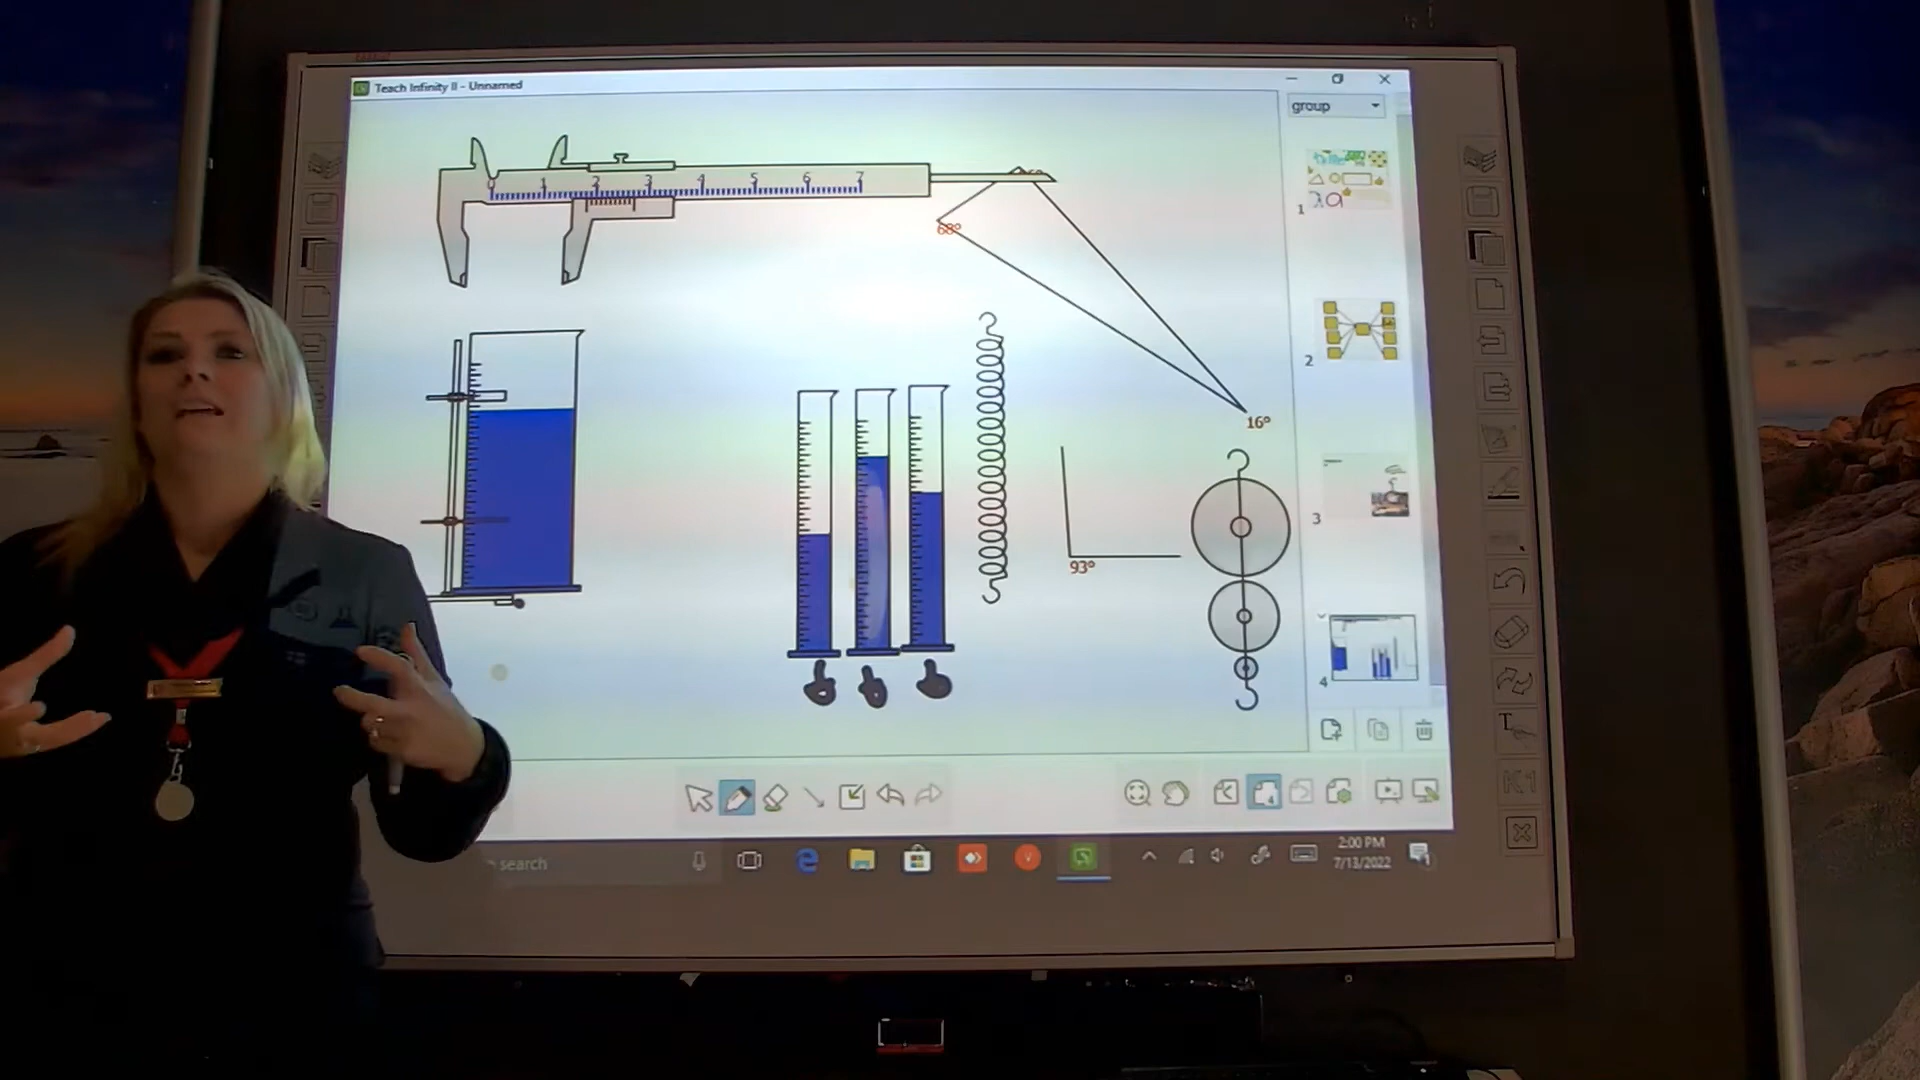 Teach Infinity II - Unnamed
group
0 1 2 3 4 5 6 7
68°
1
2
16°
3
93°
4
4
T
search
2:00 PM
7/13/2022